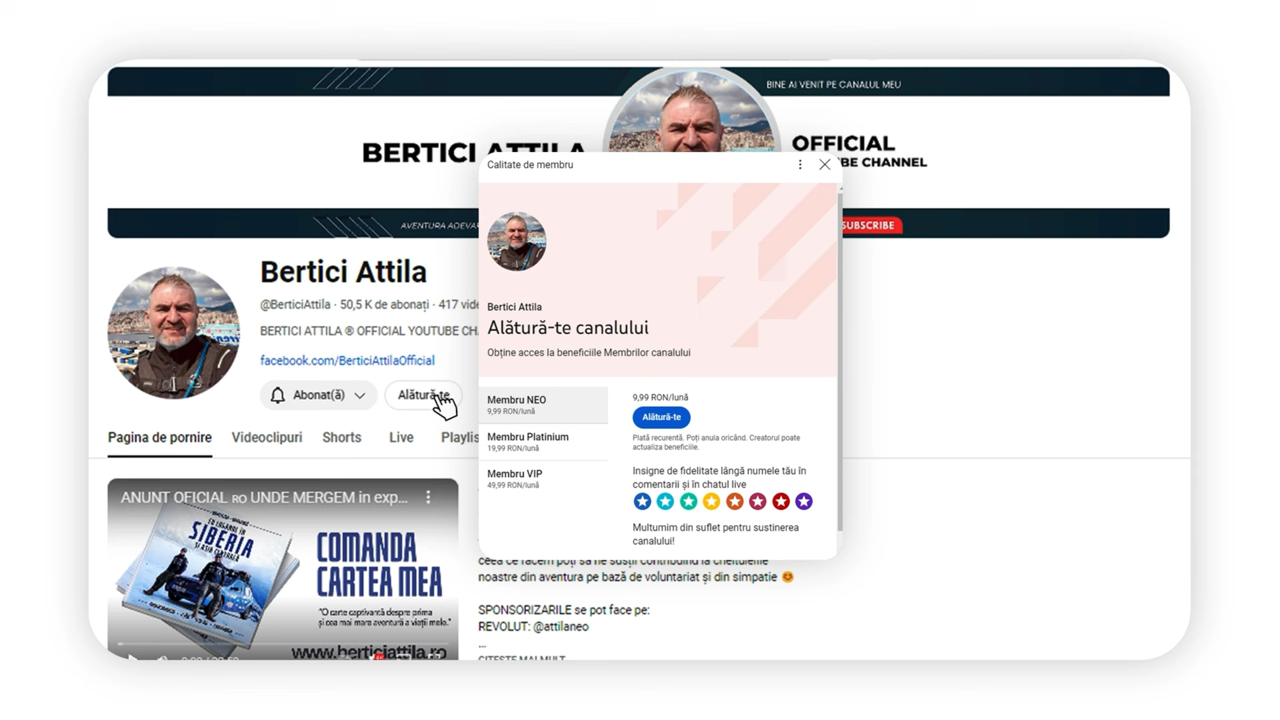 BINE AI VENIT PE CANALUL MEU
BERTICI ATTILA
OFFICIAL
BE CHANNEL
AVENTURA
SUBSCRIBE
Bertici Attila
@BerticiAttila · 50,5 K de abonați · 417
BERTICI ATTILA ® OFFICIAL YOUTUBE
facebook.com/BerticiAttilaOfficial
Abonat(ă)
Alătură-te
Pagina de pornire
Videoclipuri
Shorts
Live
Calitate de membru
Bertici Attila
Alătură-te canalului
Obține acces la beneficiile Membrilor canalului
Membru NEO
9,99 RON/lună
Membru Platinium
19,99 RON/lună
Membru VIP
49,99 RON/lună
9,99 RON/lună
Alătură-te
Plată recurentă. Poți anula oricând. Creatorul poate
actualiza beneficiile.
Insigne de fidelitate lângă numele tău în
comentarii și în chatul live
Multumim din suflet pentru sustinerea
canalului!
ANUNT OFICIAL RO UNDE MERGEM in exp...
SIBERIA
ȘI ASIA CENTRALĂ
COMANDA
CARTEA MEA
"O carte captivantă despre prima
și cea mai mare aventură a vieții mele."
www.berticiattila.ro
ceea ce facem poți să ne susții contribuind la cheltuielile
noastre din aventura pe bază de voluntariat și din simpatie
SPONSORIZARILE se pot face pe:
REVOLUT: @attilaneo
...
CITEȘTE MAI MULT